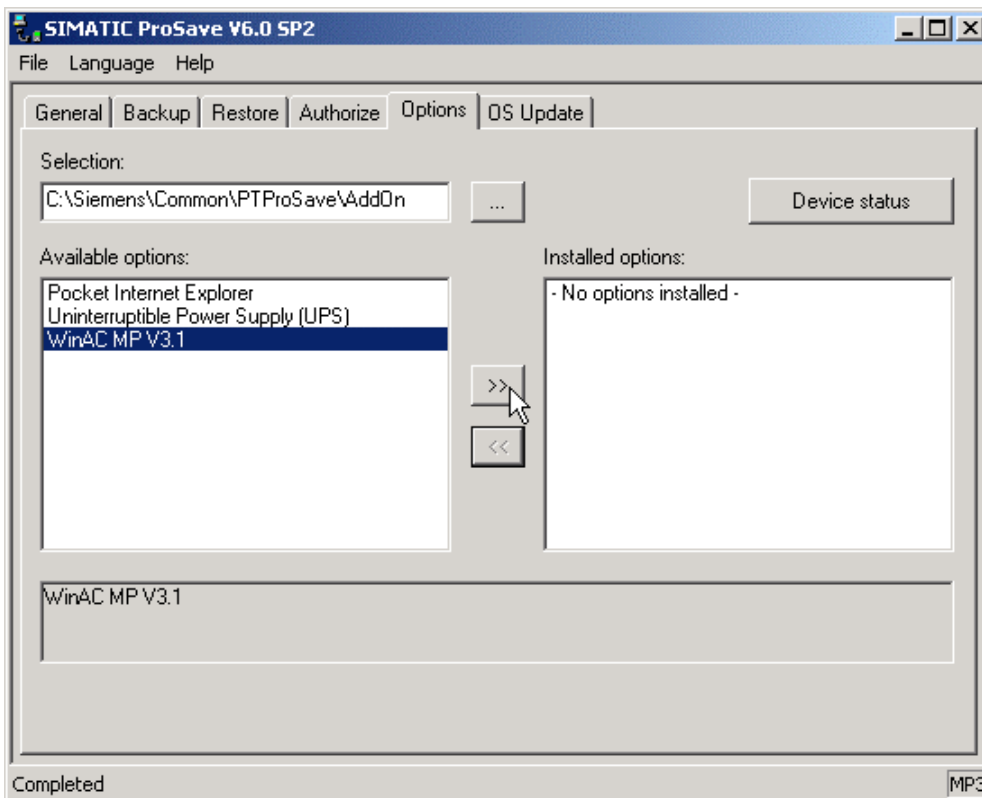 SIMATIC ProSave V6.0 SP2
File Language Help
General Backup Restore Authorize Options OS Update
Selection:
C:\Siemens\Common\PTProSave\AddOn
...
Device status
Available options:
Installed options:
Pocket Internet Explorer
- No options installed -
Uninterruptible Power Supply (UPS)
WinAC MP V3.1
>>
<<
WinAC MP V3.1
Completed
MP3